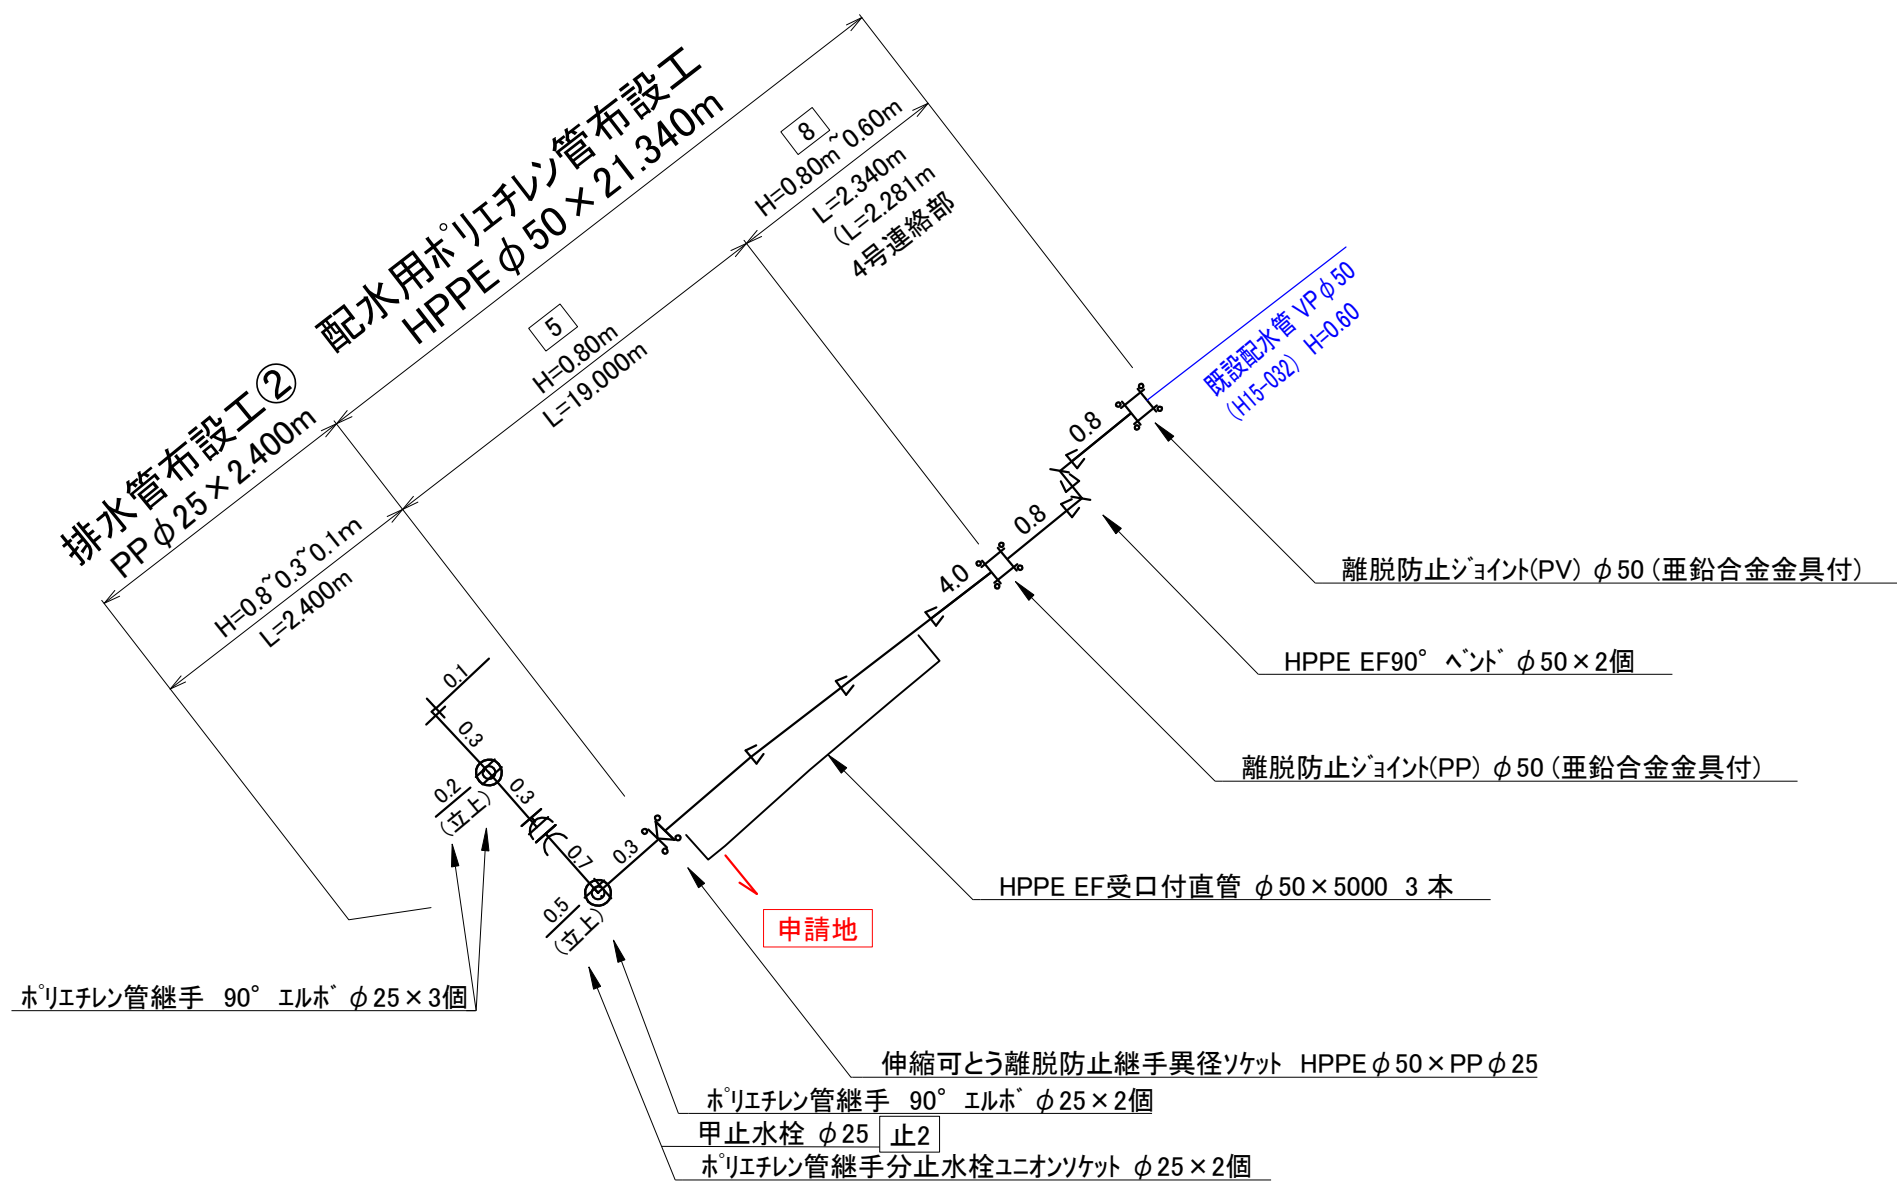 配水用ポリエチレン管布設工
HPPEφ50×21.340m
排水管布設工②
PPφ25×2.400m
8
H=0.80m~0.60m
L=2.340m
(L=2.281m
4号連絡部
5
H=0.80m
L=19.000m
H=0.8~0.3~0.1m
L=2.400m
既設配水管 VPφ50
(H15-032) H=0.60
0.8
0.8
4.0
0.1
0.3
0.2
(立上)
0.3
0.7
0.3
0.5
(立上)
離脱防止ジョイント(PV) φ50 (亜鉛合金金具付)
HPPE EF90° ベンド φ50×2個
離脱防止ジョイント(PP) φ50 (亜鉛合金金具付)
HPPE EF受口付直管 φ50×5000 3 本
申請地
ポリエチレン管継手 90° エルボ φ25×3個
伸縮可とう離脱防止継手異径ソケット HPPEφ50×PPφ25
ポリエチレン管継手 90° エルボ φ25×2個
甲止水栓 φ25 止2
ポリエチレン管継手分止水栓ユニオンソケット φ25×2個